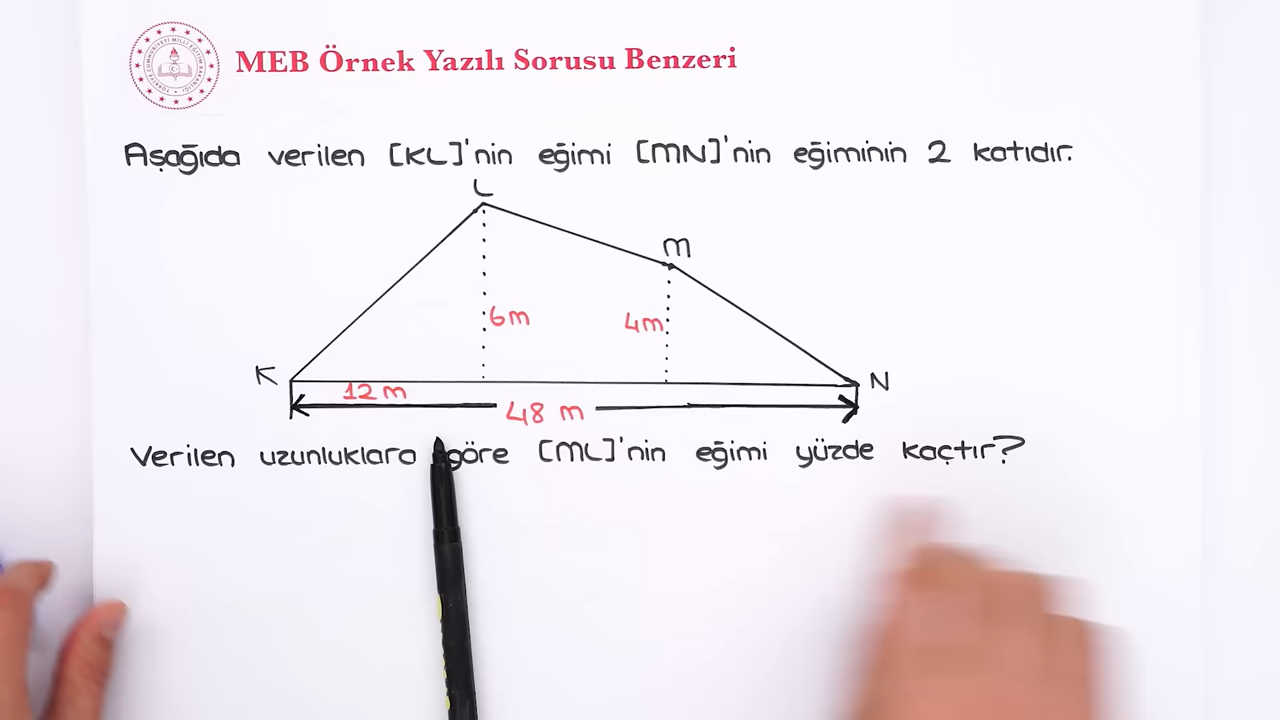 MEB Örnek Yazılı Sorusu Benzeri
Aşağıda verilen [KL]'nin eğimi [MN]'nin eğiminin 2 katıdır.
L
M
6m
4m
K
N
12 m
48 m
Verilen uzunluklara göre [ML]'nin eğimi yüzde kaçtır?